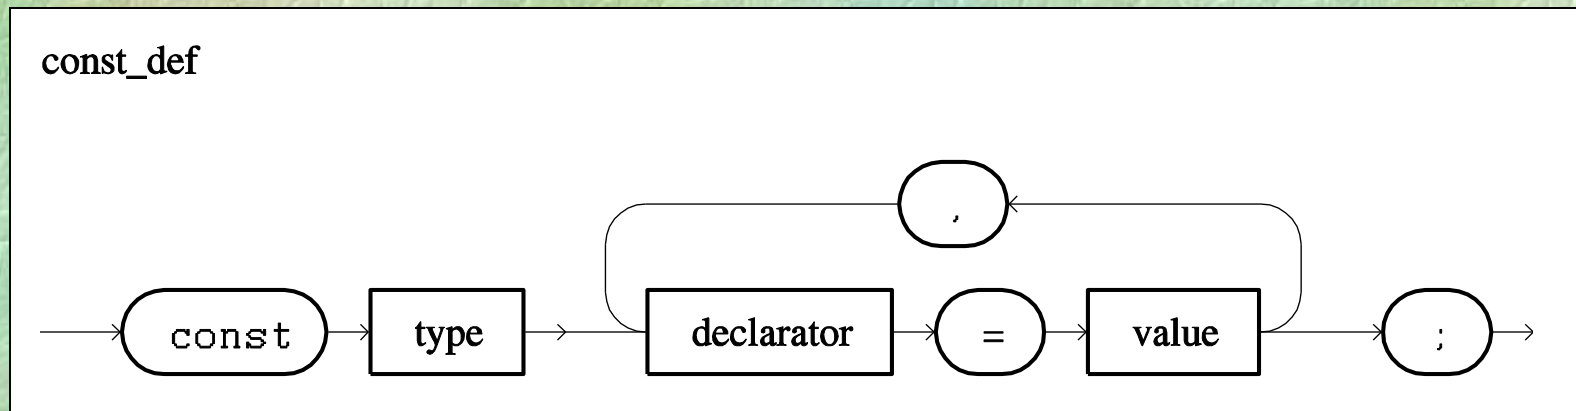 const_def
,
const type declarator = value ;